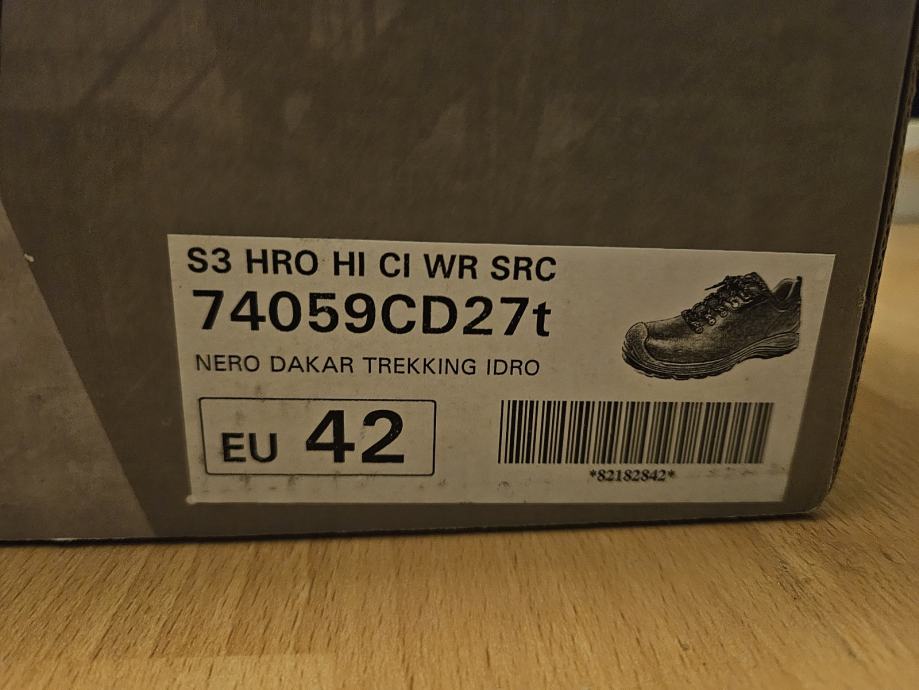 S3 HRO HI CI WR SRC
74059CD27t
NERO DAKAR TREKKING IDRO
EU 42
*82182842*